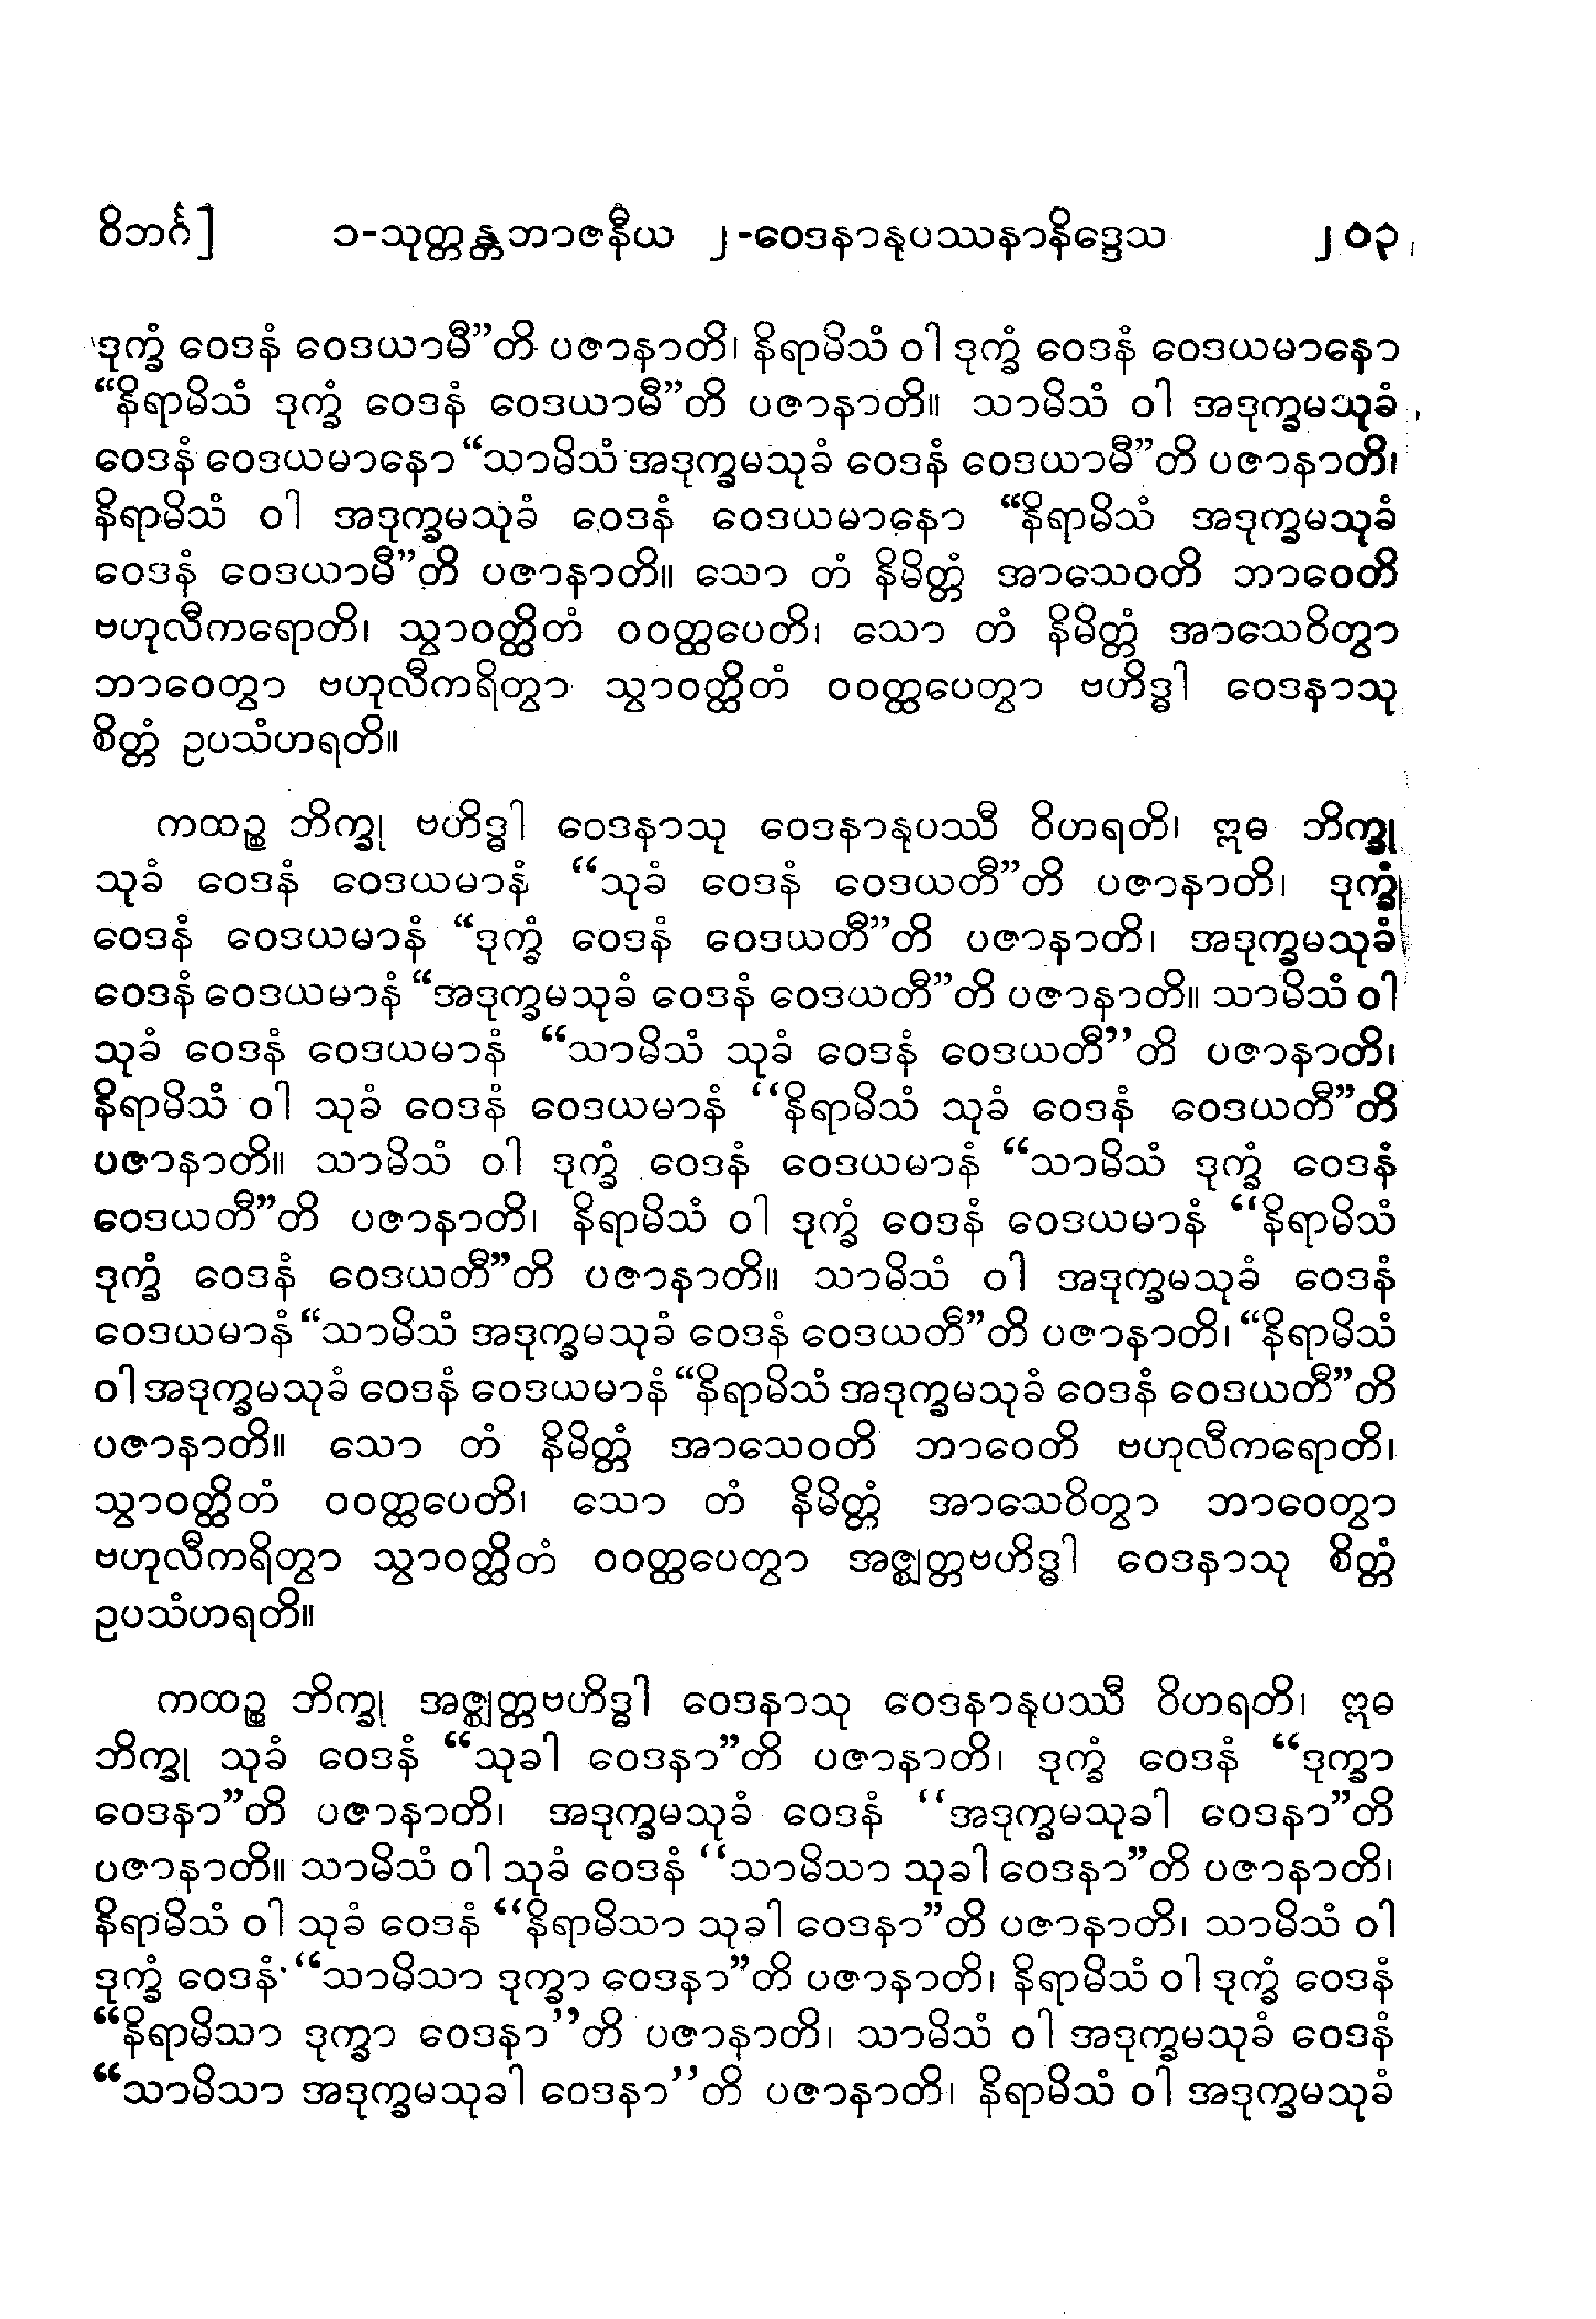 ဝိဘင်္ဂ] ၁-သုတ္တန္တဘာဇနီယ ၂-ဝေဒနာနုပဿနာနိဒ္ဒေသ ၂၀၃
ဒုက္ခံ ဝေဒနံ ဝေဒယာမီ”တိ ပဇာနာတိ၊ နိရာမိသံ ဝါ ဒုက္ခံ ဝေဒနံ ဝေဒယမာနော
“နိရာမိသံ ဒုက္ခံ ဝေဒနံ ဝေဒယာမီ”တိ ပဇာနာတိ။ သာမိသံ ဝါ အဒုက္ခမသုခံ
ဝေဒနံ ဝေဒယမာနော “သာမိသံ အဒုက္ခမသုခံ ဝေဒနံ ဝေဒယာမီ”တိ ပဇာနာတိ၊
နိရာမိသံ ဝါ အဒုက္ခမသုခံ ဝေဒနံ ဝေဒယမာနော “နိရာမိသံ အဒုက္ခမသုခံ
ဝေဒနံ ဝေဒယာမီ”တိ ပဇာနာတိ။ သော တံ နိမိတ္တံ အာသေဝတိ ဘာဝေတိ
ဗဟုလီကရောတိ၊ သွာဝတ္ထိတံ ဝဝတ္ထပေတိ၊ သော တံ နိမိတ္တံ အာသေဝိတွာ
ဘာဝေတွာ ဗဟုလီကရိတွာ သွာဝတ္ထိတံ ဝဝတ္ထပေတွာ ဗဟိဒ္ဓါ ဝေဒနာသု
စိတ္တံ ဥပသံဟရတိ။
ကထဉ္စ ဘိက္ခု ဗဟိဒ္ဓါ ဝေဒနာသု ဝေဒနာနုပဿီ ဝိဟရတိ၊ ဣဓ ဘိက္ခု
သုခံ ဝေဒနံ ဝေဒယမာနံ “သုခံ ဝေဒနံ ဝေဒယတီ”တိ ပဇာနာတိ၊ ဒုက္ခံ
ဝေဒနံ ဝေဒယမာနံ “ဒုက္ခံ ဝေဒနံ ဝေဒယတီ”တိ ပဇာနာတိ၊ အဒုက္ခမသုခံ
ဝေဒနံ ဝေဒယမာနံ “အဒုက္ခမသုခံ ဝေဒနံ ဝေဒယတီ”တိ ပဇာနာတိ။ သာမိသံ ဝါ
သုခံ ဝေဒနံ ဝေဒယမာနံ “သာမိသံ သုခံ ဝေဒနံ ဝေဒယတီ”တိ ပဇာနာတိ၊
နိရာမိသံ ဝါ သုခံ ဝေဒနံ ဝေဒယမာနံ “နိရာမိသံ သုခံ ဝေဒနံ ဝေဒယတီ”တိ
ပဇာနာတိ။ သာမိသံ ဝါ ဒုက္ခံ ဝေဒနံ ဝေဒယမာနံ “သာမိသံ ဒုက္ခံ ဝေဒနံ
ဝေဒယတီ”တိ ပဇာနာတိ၊ နိရာမိသံ ဝါ ဒုက္ခံ ဝေဒနံ ဝေဒယမာနံ “နိရာမိသံ
ဒုက္ခံ ဝေဒနံ ဝေဒယတီ”တိ ပဇာနာတိ။ သာမိသံ ဝါ အဒုက္ခမသုခံ ဝေဒနံ
ဝေဒယမာနံ “သာမိသံ အဒုက္ခမသုခံ ဝေဒနံ ဝေဒယတီ”တိ ပဇာနာတိ၊ “နိရာမိသံ
ဝါ အဒုက္ခမသုခံ ဝေဒနံ ဝေဒယမာနံ “နိရာမိသံ အဒုက္ခမသုခံ ဝေဒနံ ဝေဒယတီ”တိ
ပဇာနာတိ။ သော တံ နိမိတ္တံ အာသေဝတိ ဘာဝေတိ ဗဟုလီကရောတိ၊
သွာဝတ္ထိတံ ဝဝတ္ထပေတိ၊ သော တံ နိမိတ္တံ အာသေဝိတွာ ဘာဝေတွာ
ဗဟုလီကရိတွာ သွာဝတ္ထိတံ ဝဝတ္ထပေတွာ အဇ္ဈတ္တဗဟိဒ္ဓါ ဝေဒနာသု စိတ္တံ
ဥပသံဟရတိ။
ကထဉ္စ ဘိက္ခု အဇ္ဈတ္တဗဟိဒ္ဓါ ဝေဒနာသု ဝေဒနာနုပဿီ ဝိဟရတိ၊ ဣဓ
ဘိက္ခု သုခံ ဝေဒနံ “သုခါ ဝေဒနာ”တိ ပဇာနာတိ၊ ဒုက္ခံ ဝေဒနံ “ဒုက္ခာ
ဝေဒနာ”တိ ပဇာနာတိ၊ အဒုက္ခမသုခံ ဝေဒနံ “အဒုက္ခမသုခါ ဝေဒနာ”တိ
ပဇာနာတိ။ သာမိသံ ဝါ သုခံ ဝေဒနံ “သာမိသာ သုခါ ဝေဒနာ”တိ ပဇာနာတိ၊
နိရာမိသံ ဝါ သုခံ ဝေဒနံ “နိရာမိသာ သုခါ ဝေဒနာ”တိ ပဇာနာတိ၊ သာမိသံ ဝါ
ဒုက္ခံ ဝေဒနံ “သာမိသာ ဒုက္ခာ ဝေဒနာ”တိ ပဇာနာတိ၊ နိရာမိသံ ဝါ ဒုက္ခံ ဝေဒနံ
“နိရာမိသာ ဒုက္ခာ ဝေဒနာ”တိ ပဇာနာတိ၊ သာမိသံ ဝါ အဒုက္ခမသုခံ ဝေဒနံ
“သာမိသာ အဒုက္ခမသုခါ ဝေဒနာ”တိ ပဇာနာတိ၊ နိရာမိသံ ဝါ အဒုက္ခမသုခံ